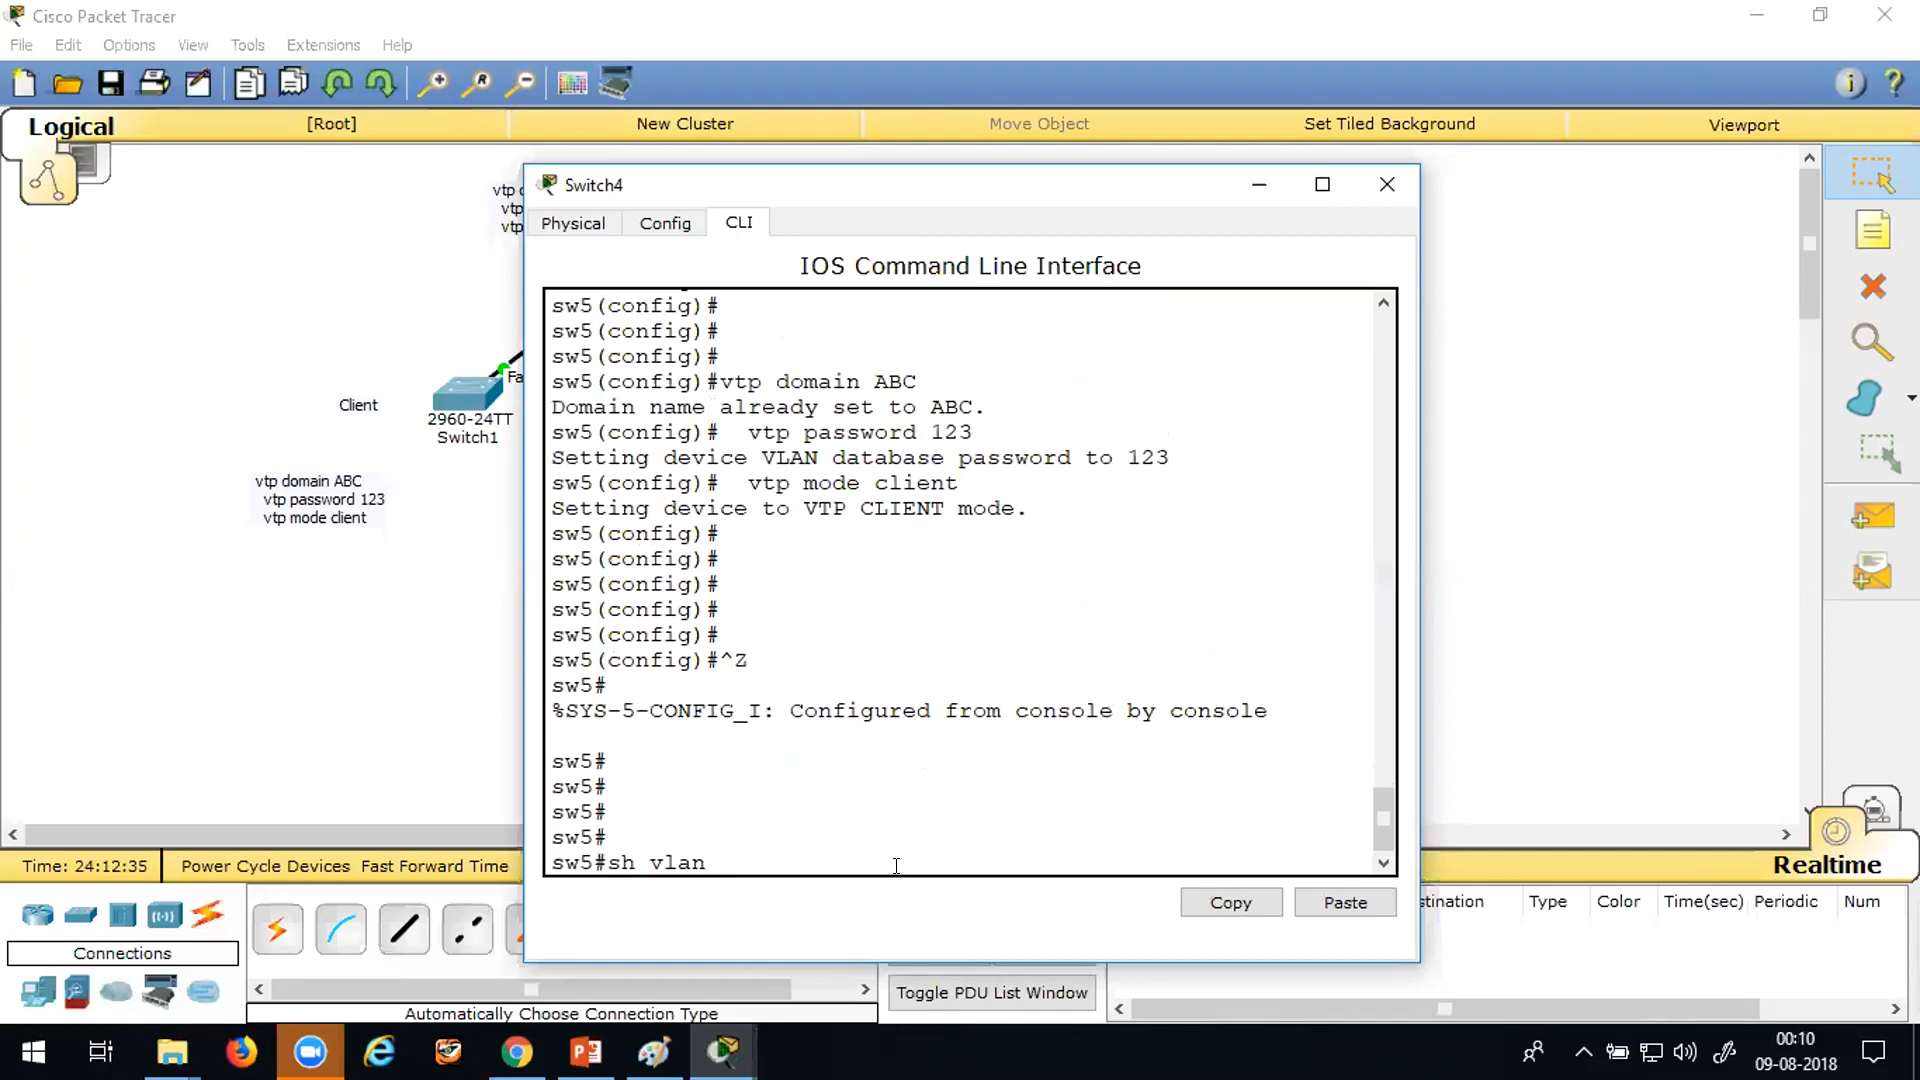 Cisco Packet Tracer
File Edit Options View Tools Extensions Help
Logical [Root] New Cluster Move Object Set Tiled Background Viewport
vtp
vtp
Switch4
Physical Config CLI
IOS Command Line Interface
sw5(config)#
sw5(config)#
sw5(config)#
sw5(config)#vtp domain ABC
Domain name already set to ABC.
sw5(config)#  vtp password 123
Setting device VLAN database password to 123
sw5(config)#  vtp mode client
Setting device to VTP CLIENT mode.
sw5(config)#
sw5(config)#
sw5(config)#
sw5(config)#
sw5(config)#
sw5(config)#^Z
sw5#
%SYS-5-CONFIG_I: Configured from console by console
sw5#
sw5#
sw5#
sw5#
sw5#sh vlan
Copy Paste
Fa
Client
2960-24TT
Switch1
vtp domain ABC
vtp password 123
vtp mode client
Time: 24:12:35 Power Cycle Devices Fast Forward Time Realtime
Connections
Automatically Choose Connection Type
Toggle PDU List Window
Type Color Time(sec) Periodic Num
00:10
09-08-2018